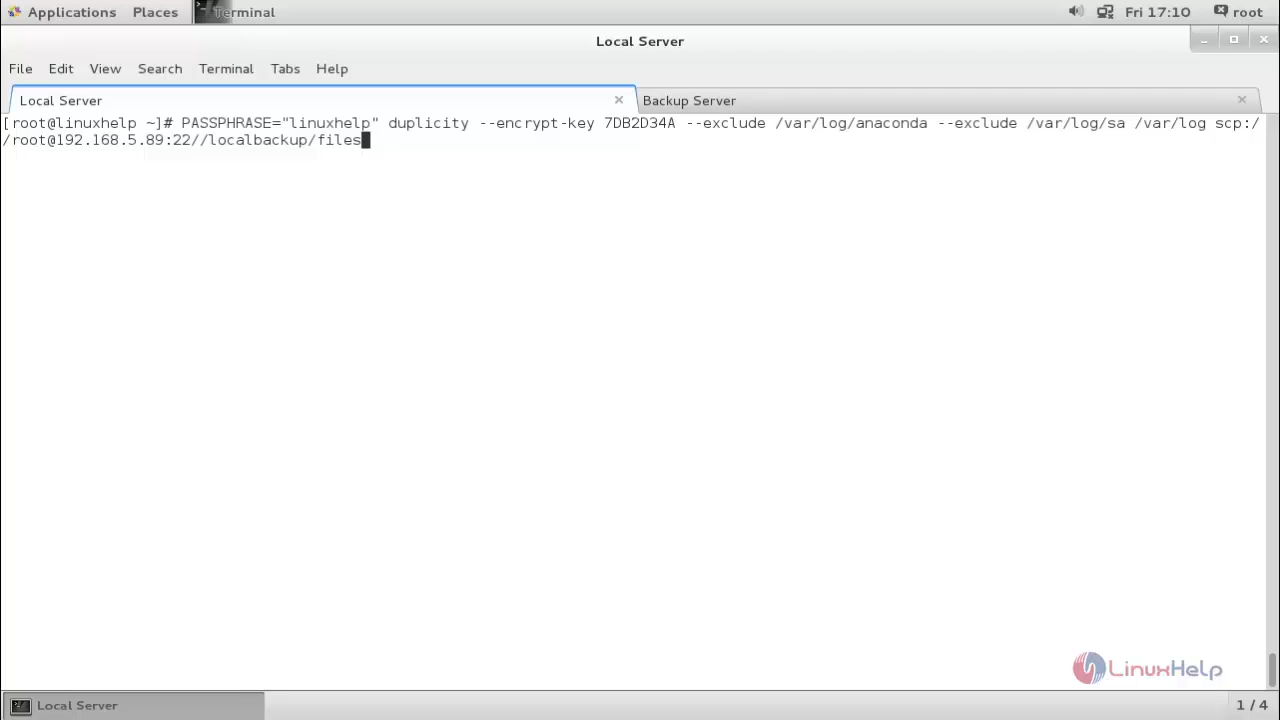 Applications Places Terminal Fri 17:10 root
Local Server
File Edit View Search Terminal Tabs Help
Local Server Backup Server
[root@linuxhelp ~]# PASSPHRASE="linuxhelp" duplicity --encrypt-key 7DB2D34A --exclude /var/log/anaconda --exclude /var/log/sa /var/log scp:/
/root@192.168.5.89:22//localbackup/files
LinuxHelp
Local Server 1 / 4